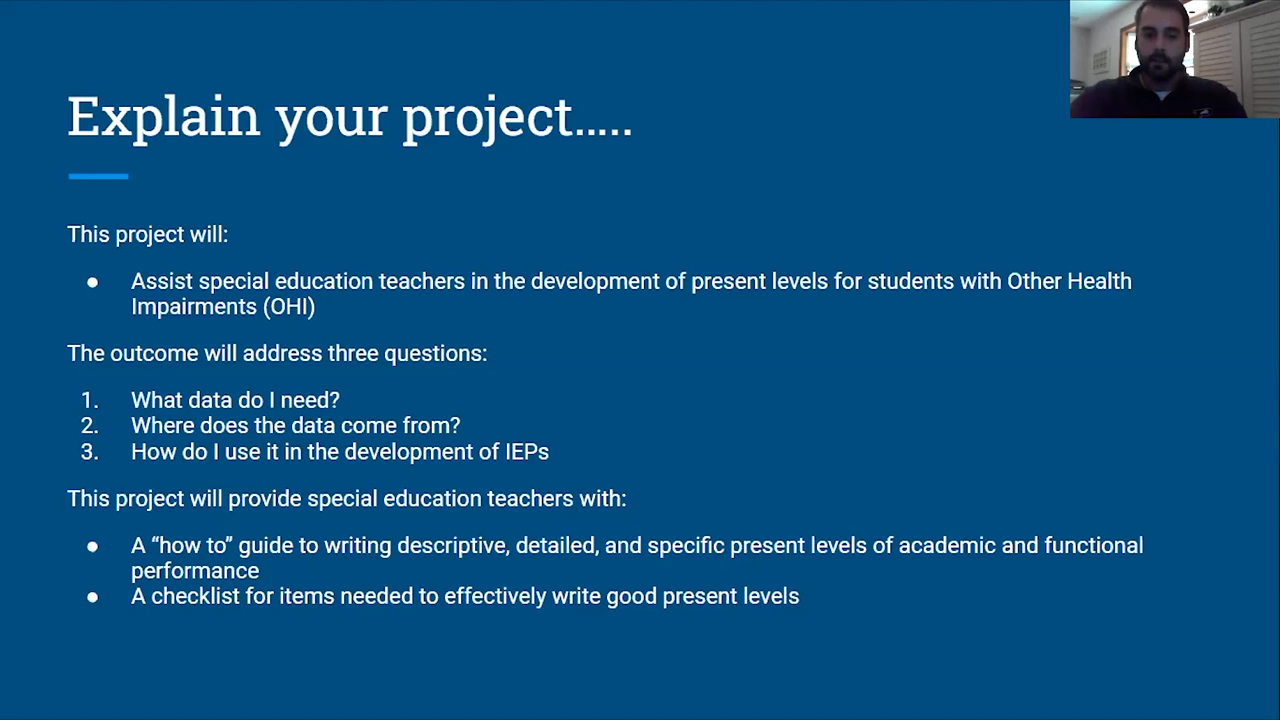 Explain your project.....
This project will:
● Assist special education teachers in the development of present levels for students with Other Health
Impairments (OHI)
The outcome will address three questions:
1. What data do I need?
2. Where does the data come from?
3. How do I use it in the development of IEPs
This project will provide special education teachers with:
● A “how to” guide to writing descriptive, detailed, and specific present levels of academic and functional
performance
● A checklist for items needed to effectively write good present levels